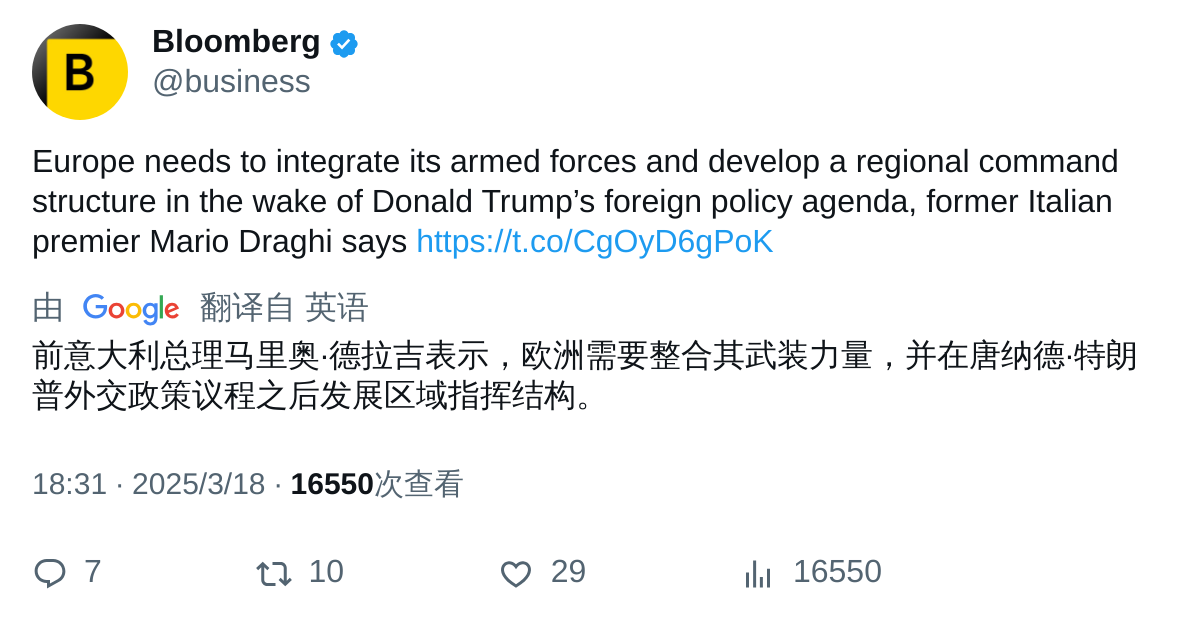 B
Bloomberg
@business
Europe needs to integrate its armed forces and develop a regional command
structure in the wake of Donald Trump’s foreign policy agenda, former Italian
premier Mario Draghi says https://t.co/CgOyD6gPoK
由 Google 翻译自 英语
前意大利总理马里奥·德拉吉表示，欧洲需要整合其武装力量，并在唐纳德·特朗
普外交政策议程之后发展区域指挥结构。
18:31 · 2025/3/18 · 16550次查看
7 10 29 16550